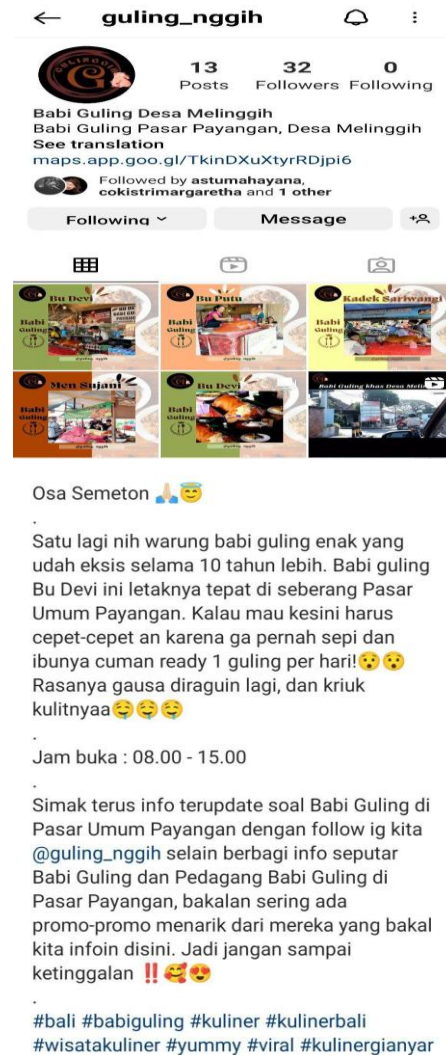 guling_nggih
GULINGGIH
G
13 32 0
Posts Followers Following
Babi Guling Desa Melinggih
Babi Guling Pasar Payangan, Desa Melinggih
See translation
maps.app.goo.gl/TkinDXuXtyrRDjpi6
Followed by astumahayana,
cokistrimargaretha and 1 other
Following Message
Bu Devi
Babi
Guling
Bu Putu
Babi
Guling
Kadek Sariwangi
Babi
Guling
Men Sujani
Babi
Guling
Bu Devi
Babi
Guling
Babi Guling khas Desa
Osa Semeton 🙏🏻😇
.
Satu lagi nih warung babi guling enak yang
udah eksis selama 10 tahun lebih. Babi guling
Bu Devi ini letaknya tepat di seberang Pasar
Umum Payangan. Kalau mau kesini harus
cepet-cepet an karena ga pernah sepi dan
ibunya cuman ready 1 guling per hari!😯😯
Rasanya gausa diraguin lagi, dan kriuk
kulitnyaa🤤🤤🤤
.
Jam buka : 08.00 - 15.00
.
Simak terus info terupdate soal Babi Guling di
Pasar Umum Payangan dengan follow ig kita
@guling_nggih selain berbagi info seputar
Babi Guling dan Pedagang Babi Guling di
Pasar Payangan, bakalan sering ada
promo-promo menarik dari mereka yang bakal
kita infoin disini. Jadi jangan sampai
ketinggalan ‼️🥰😍
.
#bali #babiguling #kuliner #kulinerbali
#wisatakuliner #yummy #viral #kulinergianyar